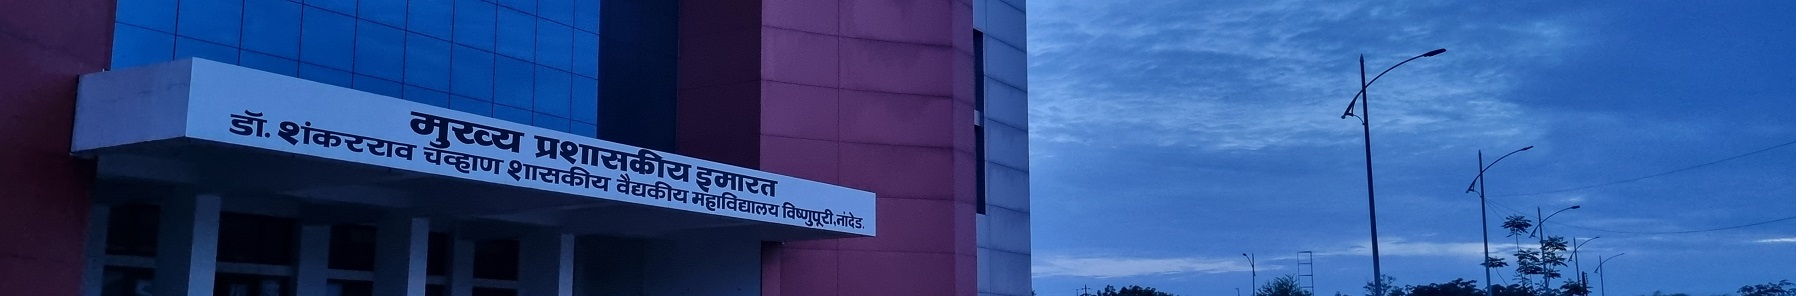 मुख्य प्रशासकीय इमारत
डॉ. शंकरराव चव्हाण शासकीय वैद्यकीय महाविद्यालय विष्णुपूरी,नांदेड.